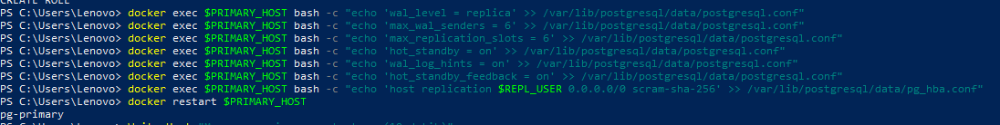 CREATE ROLE
PS C:\Users\Lenovo> docker exec $PRIMARY_HOST bash -c "echo 'wal_level = replica' >> /var/lib/postgresql/data/postgresql.conf"
PS C:\Users\Lenovo> docker exec $PRIMARY_HOST bash -c "echo 'max_wal_senders = 6' >> /var/lib/postgresql/data/postgresql.conf"
PS C:\Users\Lenovo> docker exec $PRIMARY_HOST bash -c "echo 'max_replication_slots = 6' >> /var/lib/postgresql/data/postgresql.conf"
PS C:\Users\Lenovo> docker exec $PRIMARY_HOST bash -c "echo 'hot_standby = on' >> /var/lib/postgresql/data/postgresql.conf"
PS C:\Users\Lenovo> docker exec $PRIMARY_HOST bash -c "echo 'wal_log_hints = on' >> /var/lib/postgresql/data/postgresql.conf"
PS C:\Users\Lenovo> docker exec $PRIMARY_HOST bash -c "echo 'hot_standby_feedback = on' >> /var/lib/postgresql/data/postgresql.conf"
PS C:\Users\Lenovo> docker exec $PRIMARY_HOST bash -c "echo 'host replication $REPL_USER 0.0.0.0/0 scram-sha-256' >> /var/lib/postgresql/data/pg_hba.conf"
PS C:\Users\Lenovo> docker restart $PRIMARY_HOST
pg-primary
PS C:\Users\Lenovo>